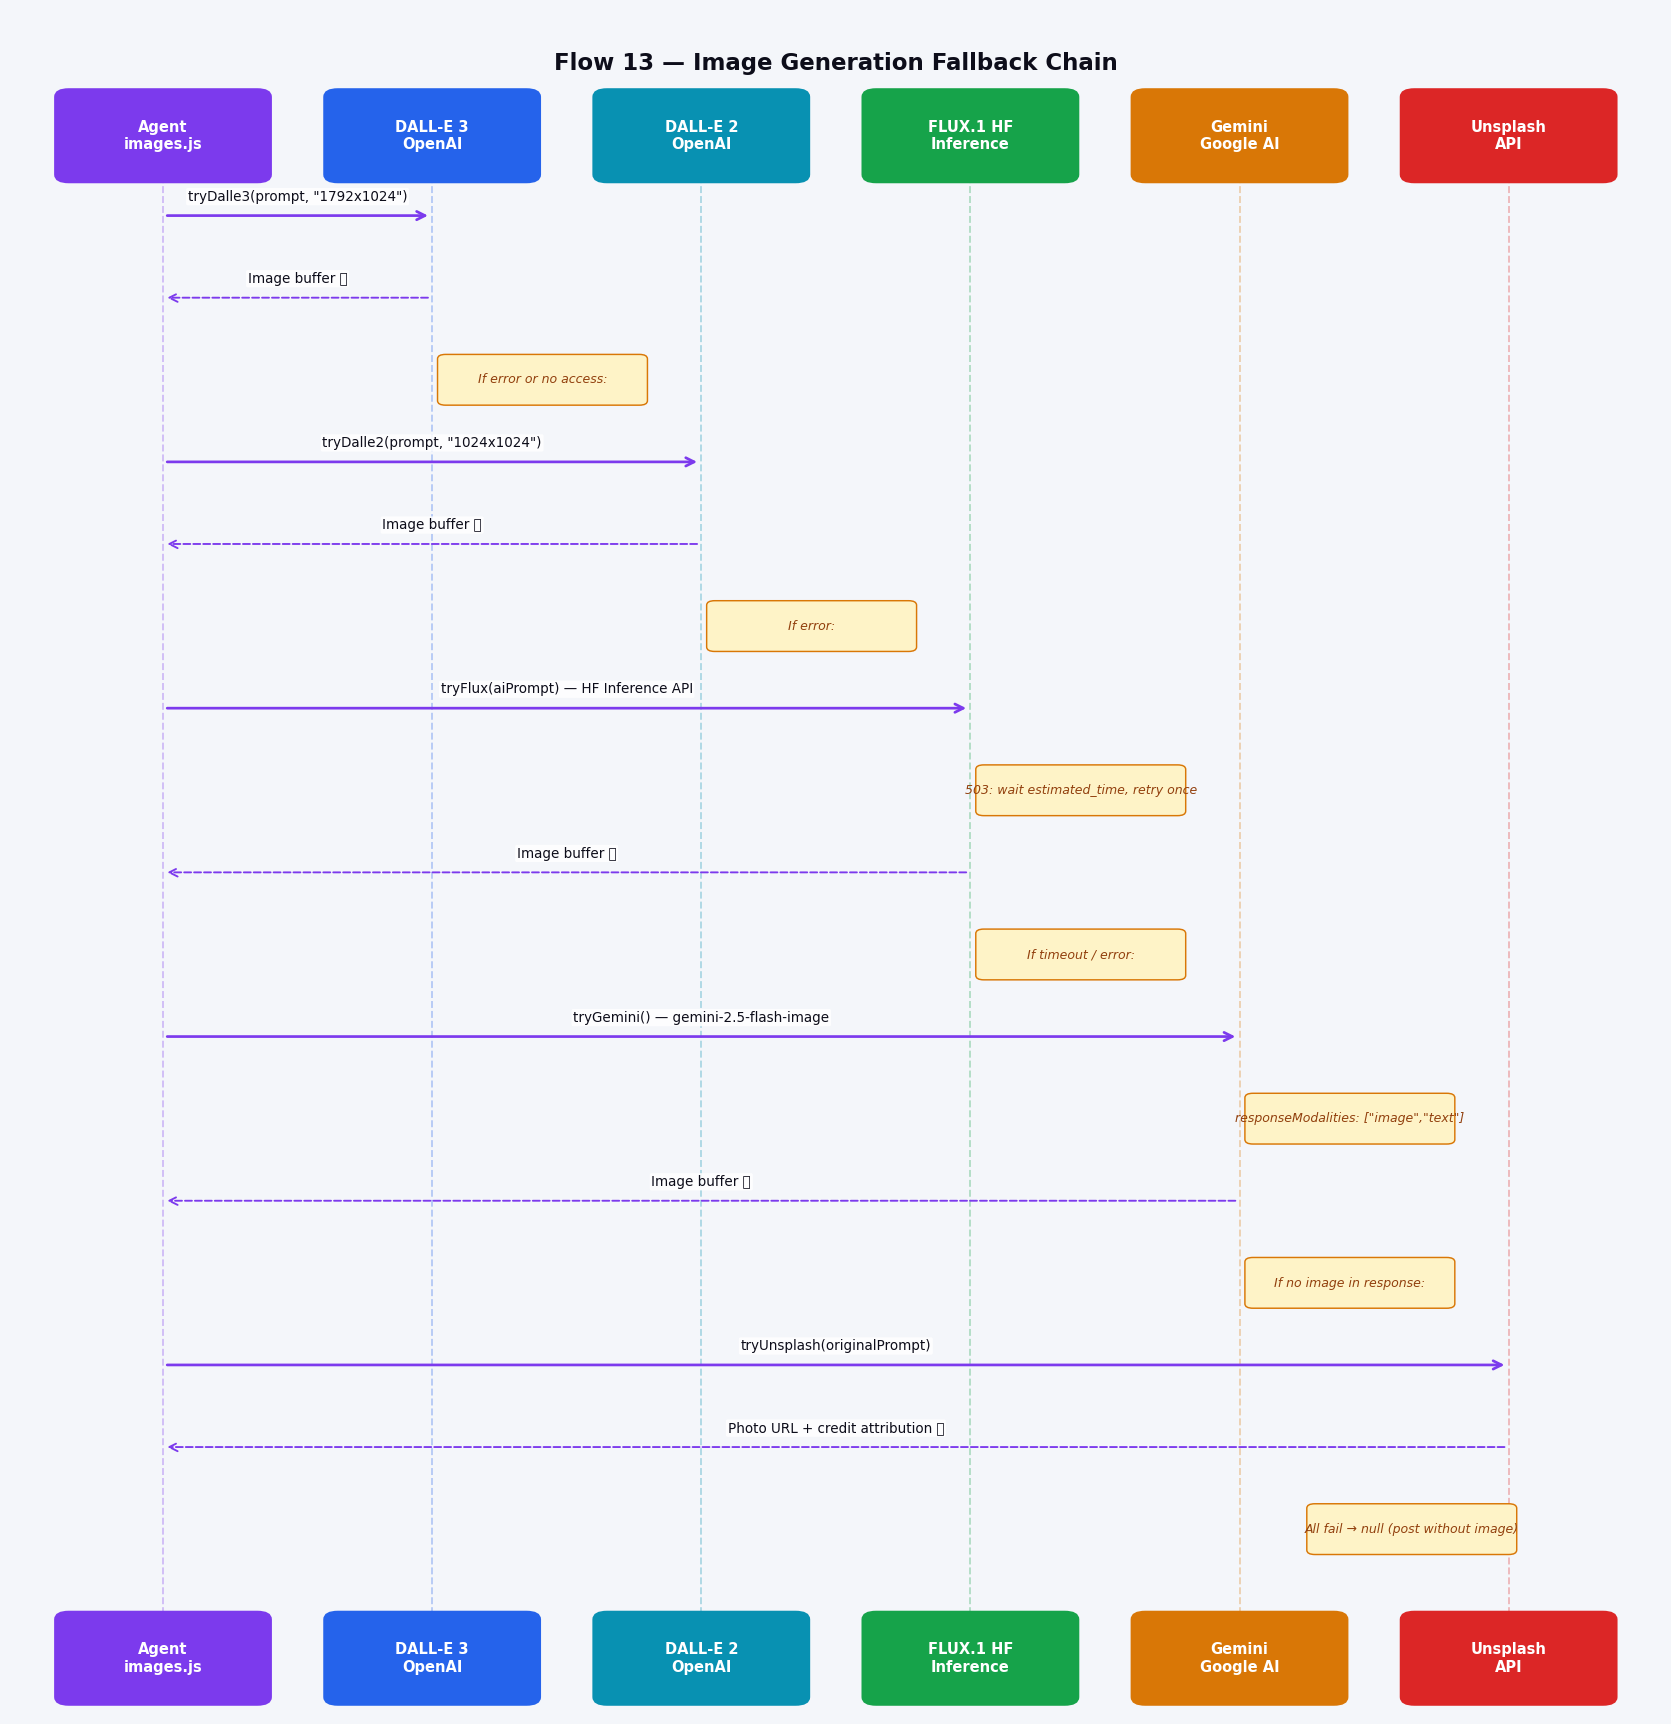 Flow 13 — Image Generation Fallback Chain
Agent
images.js
DALL-E 3
OpenAI
DALL-E 2
OpenAI
FLUX.1 HF
Inference
Gemini
Google AI
Unsplash
API
tryDalle3(prompt, "1792x1024")
Image buffer
If error or no access:
tryDalle2(prompt, "1024x1024")
Image buffer
If error:
tryFlux(aiPrompt) — HF Inference API
503: wait estimated_time, retry once
Image buffer
If timeout / error:
tryGemini() — gemini-2.5-flash-image
responseModalities: ["image","text"]
Image buffer
If no image in response:
tryUnsplash(originalPrompt)
Photo URL + credit attribution
All fail → null (post without image)
Agent
images.js
DALL-E 3
OpenAI
DALL-E 2
OpenAI
FLUX.1 HF
Inference
Gemini
Google AI
Unsplash
API